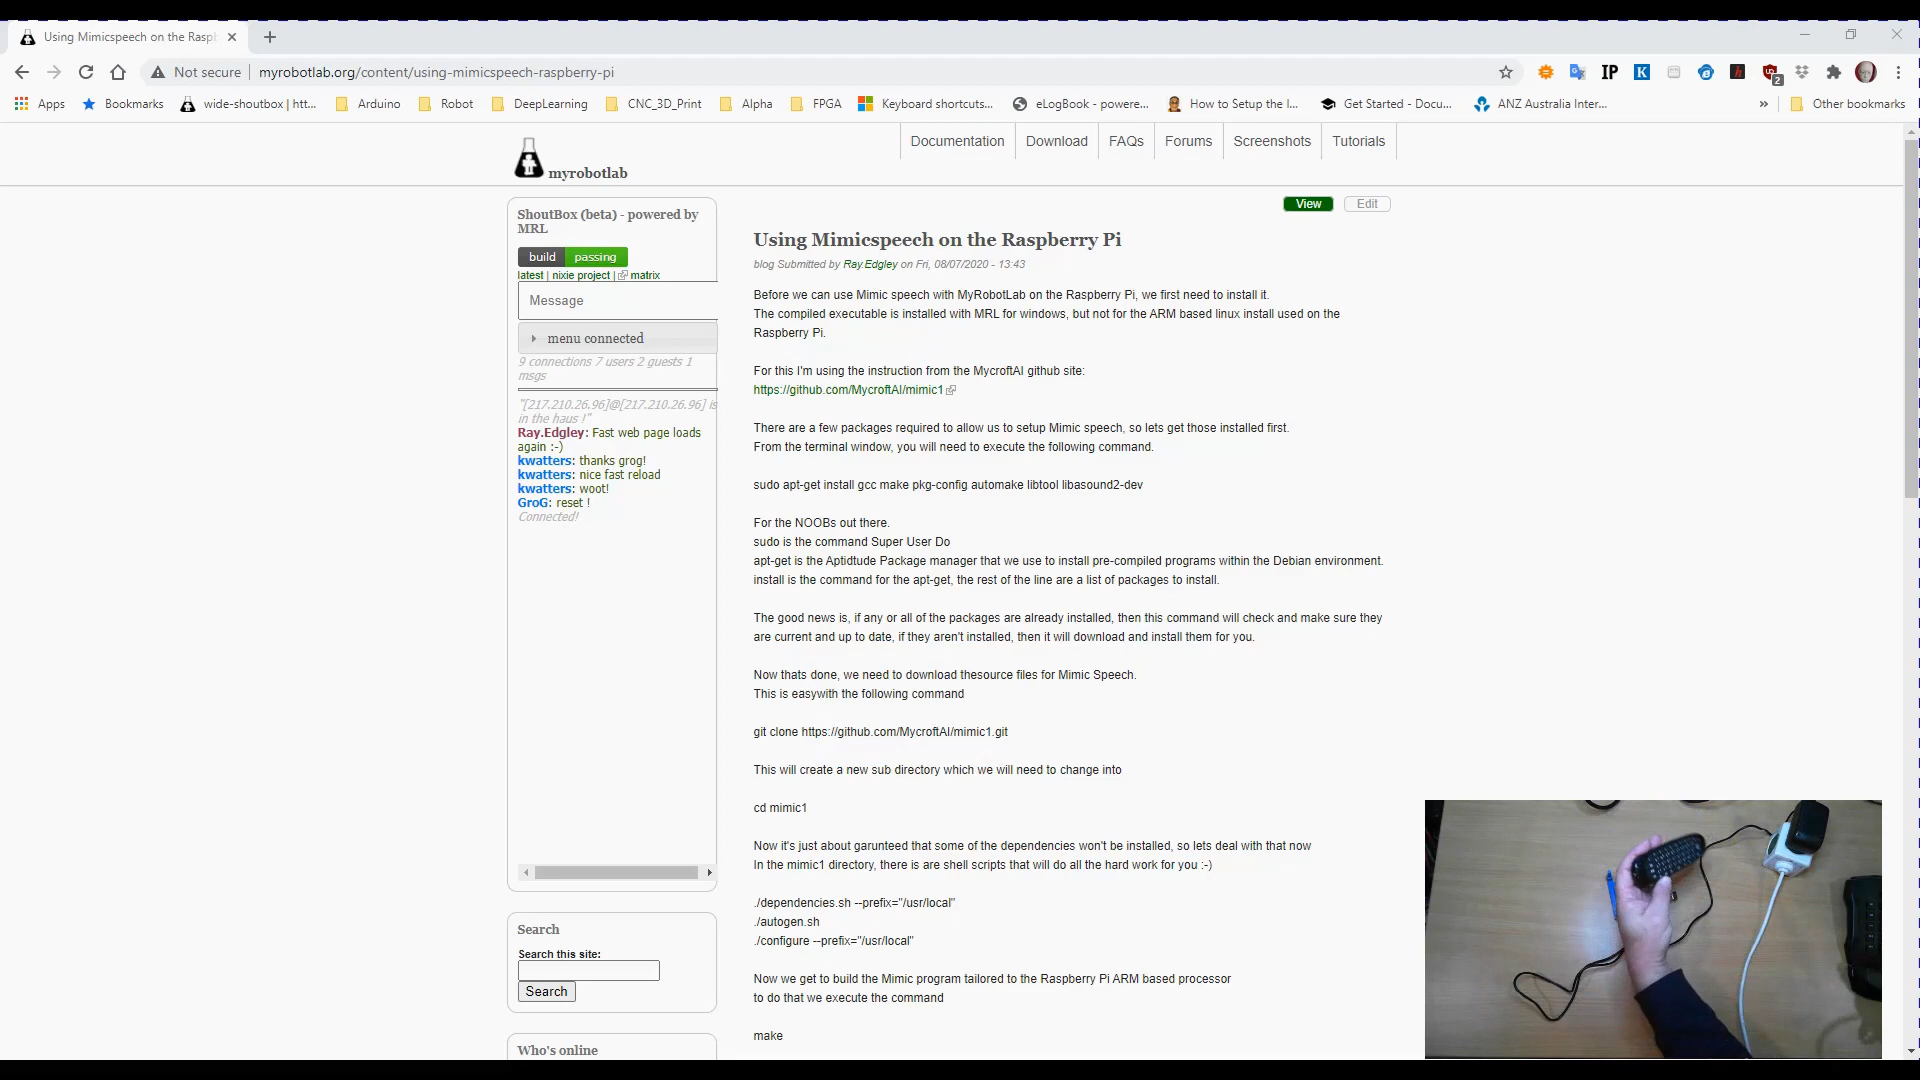 Using Mimicspeech on the Rasp
Not secure
myrobotlab.org/content/using-mimicspeech-raspberry-pi
IP
K
2
Apps
Bookmarks
wide-shoutbox | htt...
Arduino
Robot
DeepLearning
CNC_3D_Print
Alpha
FPGA
Keyboard shortcuts...
eLogBook - powere...
How to Setup the I...
Get Started - Docu...
ANZ Australia Inter...
»
Other bookmarks
myrobotlab
Documentation
Download
FAQs
Forums
Screenshots
Tutorials
ShoutBox (beta) - powered by
MRL
build passing
latest | nixie project | matrix
Message
menu connected
9 connections 7 users 2 guests 1
msgs
"[217.210.26.96]@[217.210.26.96] is
in the haus !"
Ray.Edgley: Fast web page loads
again :-)
kwatters: thanks grog!
kwatters: nice fast reload
kwatters: woot!
GroG: reset !
Connected!
Search
Search this site:
Search
Who's online
View
Edit
Using Mimicspeech on the Raspberry Pi
blog Submitted by Ray.Edgley on Fri, 08/07/2020 - 13:43
Before we can use Mimic speech with MyRobotLab on the Raspberry Pi, we first need to install it.
The compiled executable is installed with MRL for windows, but not for the ARM based linux install used on the
Raspberry Pi.
For this I'm using the instruction from the MycroftAI github site:
https://github.com/MycroftAI/mimic1
There are a few packages required to allow us to setup Mimic speech, so lets get those installed first.
From the terminal window, you will need to execute the following command.
sudo apt-get install gcc make pkg-config automake libtool libasound2-dev
For the NOOBs out there.
sudo is the command Super User Do
apt-get is the Aptidtude Package manager that we use to install pre-compiled programs within the Debian environment.
install is the command for the apt-get, the rest of the line are a list of packages to install.
The good news is, if any or all of the packages are already installed, then this command will check and make sure they
are current and up to date, if they aren't installed, then it will download and install them for you.
Now thats done, we need to download thesource files for Mimic Speech.
This is easywith the following command
git clone https://github.com/MycroftAI/mimic1.git
This will create a new sub directory which we will need to change into
cd mimic1
Now it's just about garunteed that some of the dependencies won't be installed, so lets deal with that now
In the mimic1 directory, there is are shell scripts that will do all the hard work for you :-)
./dependencies.sh --prefix="/usr/local"
./autogen.sh
./configure --prefix="/usr/local"
Now we get to build the Mimic program tailored to the Raspberry Pi ARM based processor
to do that we execute the command
make